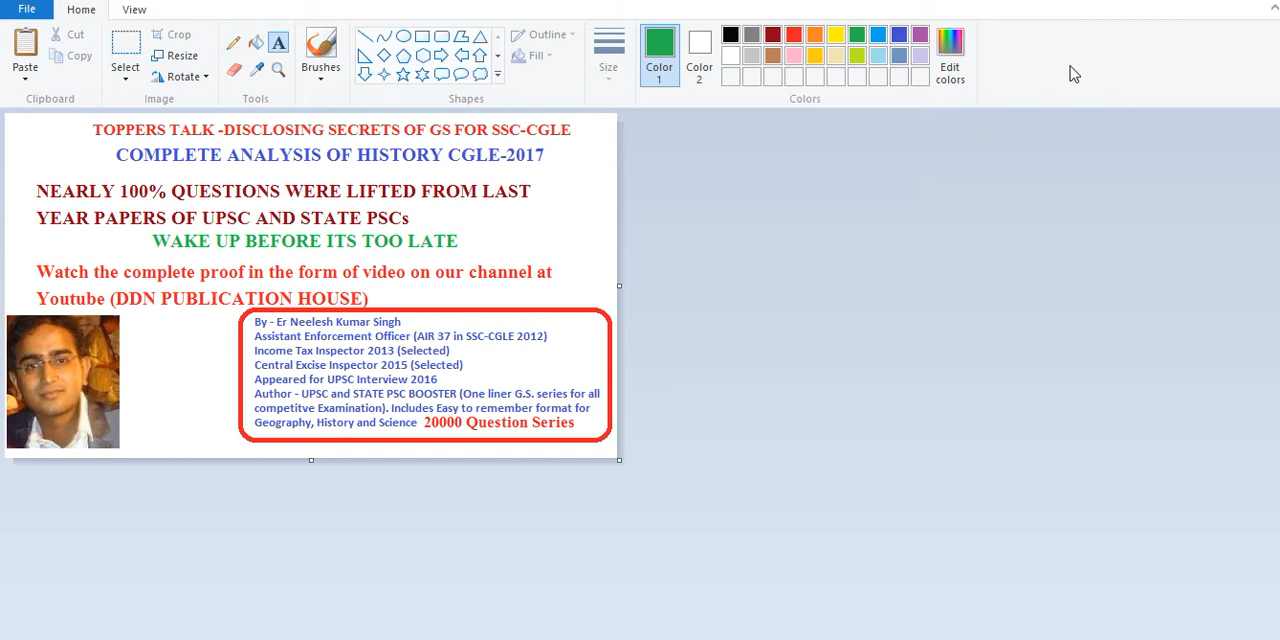 File
Home
View
Paste
Cut
Copy
Clipboard
Select
Crop
Resize
Rotate
Image
A
Tools
Brushes
Shapes
Outline
Fill
Size
Color
1
Color
2
Edit
colors
Colors
TOPPERS TALK -DISCLOSING SECRETS OF GS FOR SSC-CGLE
COMPLETE ANALYSIS OF HISTORY CGLE-2017
NEARLY 100% QUESTIONS WERE LIFTED FROM LAST
YEAR PAPERS OF UPSC AND STATE PSCs
WAKE UP BEFORE ITS TOO LATE
Watch the complete proof in the form of video on our channel at
Youtube (DDN PUBLICATION HOUSE)
By - Er Neelesh Kumar Singh
Assistant Enforcement Officer (AIR 37 in SSC-CGLE 2012)
Income Tax Inspector 2013 (Selected)
Central Excise Inspector 2015 (Selected)
Appeared for UPSC Interview 2016
Author - UPSC and STATE PSC BOOSTER (One liner G.S. series for all
competitve Examination). Includes Easy to remember format for
Geography, History and Science 20000 Question Series